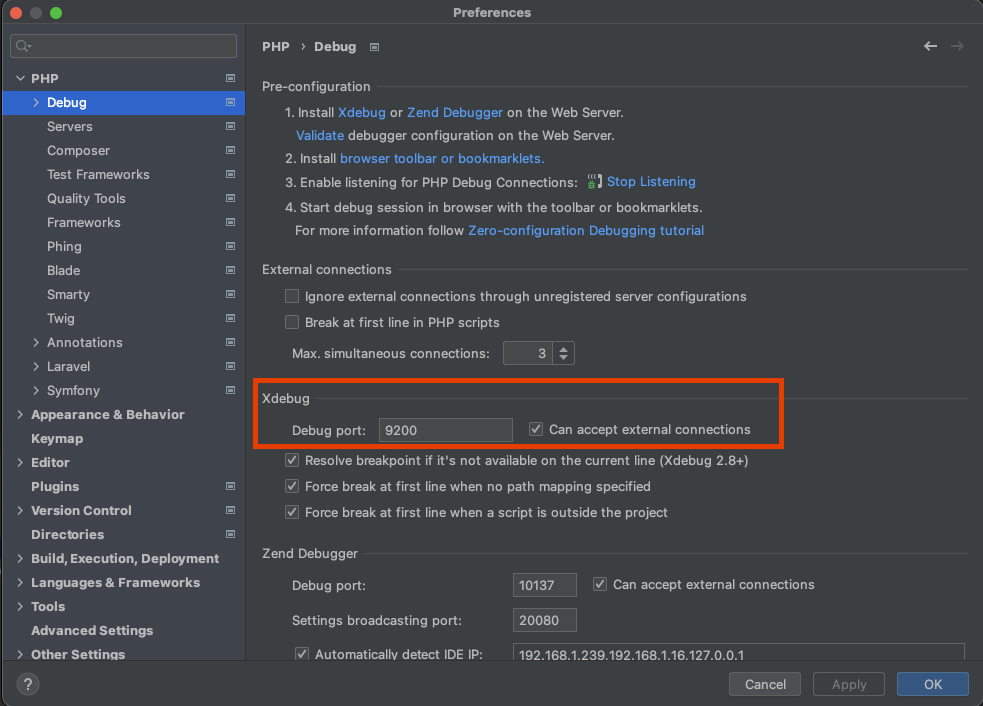 Preferences
PHP
Debug
Servers
Composer
Test Frameworks
Quality Tools
Frameworks
Phing
Blade
Smarty
Twig
Annotations
Laravel
Symfony
Appearance & Behavior
Keymap
Editor
Plugins
Version Control
Directories
Build, Execution, Deployment
Languages & Frameworks
Tools
Advanced Settings
Other Settings
PHP › Debug
Pre-configuration
1. Install Xdebug or Zend Debugger on the Web Server.
Validate debugger configuration on the Web Server.
2. Install browser toolbar or bookmarklets.
3. Enable listening for PHP Debug Connections: Stop Listening
4. Start debug session in browser with the toolbar or bookmarklets.
For more information follow Zero-configuration Debugging tutorial
External connections
Ignore external connections through unregistered server configurations
Break at first line in PHP scripts
Max. simultaneous connections: 3
Xdebug
Debug port: 9200 Can accept external connections
Resolve breakpoint if it's not available on the current line (Xdebug 2.8+)
Force break at first line when no path mapping specified
Force break at first line when a script is outside the project
Zend Debugger
Debug port: 10137 Can accept external connections
Settings broadcasting port: 20080
Automatically detect IDE IP: 192.168.1.239,192.168.1.16,127.0.0.1
? Cancel Apply OK